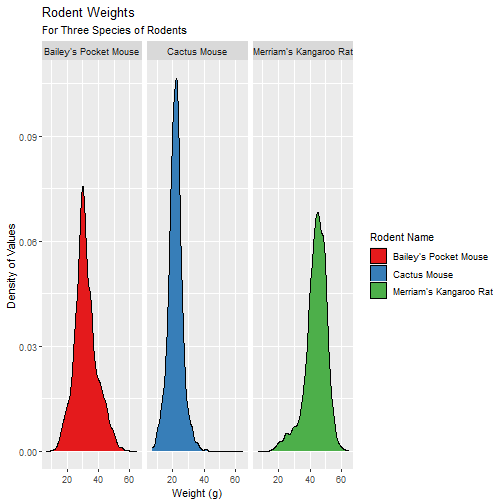 Rodent Weights
For Three Species of Rodents
Bailey's Pocket Mouse
Cactus Mouse
Merriam's Kangaroo Rat
0.09
0.06
0.03
0.00
Density of Values
20 40 60
20 40 60
20 40 60
Weight (g)
Rodent Name
Bailey's Pocket Mouse
Cactus Mouse
Merriam's Kangaroo Rat